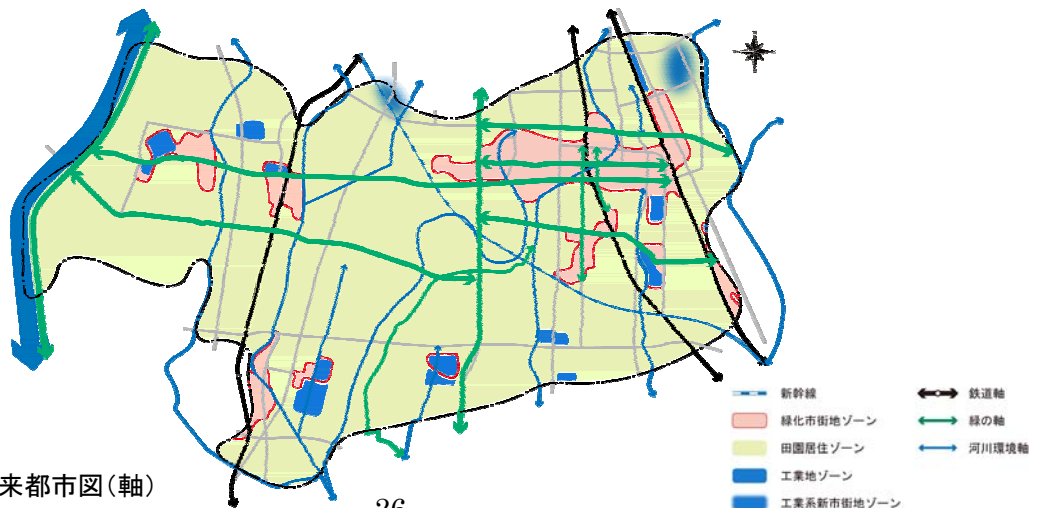 新幹線
緑化市街地ゾーン
田園居住ゾーン
工業地ゾーン
工業系新市街地ゾーン
鉄道軸
緑の軸
河川環境軸
来都市図(軸)
26